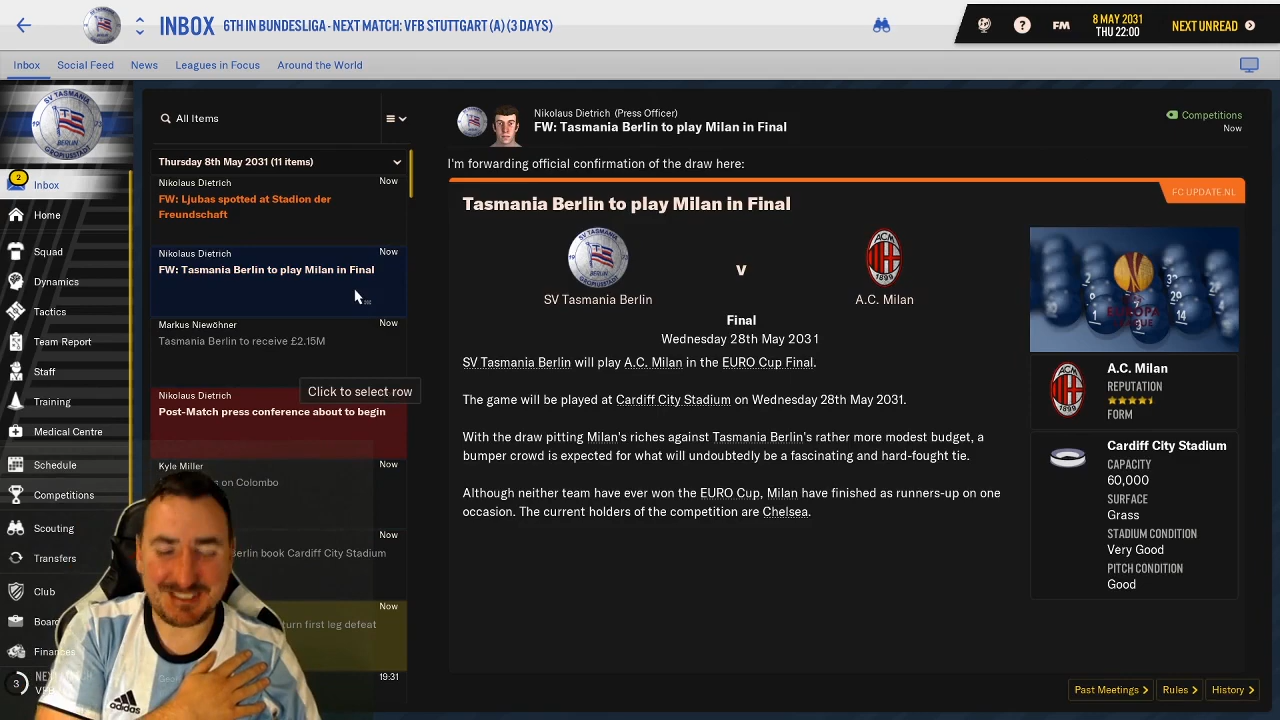 INBOX
6TH IN BUNDESLIGA - NEXT MATCH: VFB STUTTGART (A) (3 DAYS)
?
FM
8 MAY 2031
THU 22:00
NEXT UNREAD
Inbox
Social Feed
News
Leagues in Focus
Around the World
SV TASMANIA
BERLIN
GROPIUSSTADT
2
Inbox
Home
Squad
Dynamics
Tactics
Team Report
Staff
Training
Medical Centre
Schedule
Competitions
Scouting
Transfers
Club
Finances
3
All Items
Thursday 8th May 2031 (11 items)
Nikolaus Dietrich
Now
FW: Ljubas spotted at Stadion der
Freundschaft
Nikolaus Dietrich
Now
FW: Tasmania Berlin to play Milan in Final
Markus Niewöhner
Now
Tasmania Berlin to receive £2.15M
Click to select row
Nikolaus Dietrich
Post-Match press conference about to begin
Kyle Miller
Now
on Colombo
Now
Berlin book Cardiff City Stadium
Now
turn first leg defeat
19:31
Nikolaus Dietrich (Press Officer)
FW: Tasmania Berlin to play Milan in Final
Competitions
Now
I'm forwarding official confirmation of the draw here:
FC UPDATE.NL
Tasmania Berlin to play Milan in Final
SV Tasmania Berlin
V
A.C. Milan
Final
Wednesday 28th May 2031
SV Tasmania Berlin will play A.C. Milan in the EURO Cup Final.
The game will be played at Cardiff City Stadium on Wednesday 28th May 2031.
With the draw pitting Milan's riches against Tasmania Berlin's rather more modest budget, a
bumper crowd is expected for what will undoubtedly be a fascinating and hard-fought tie.
Although neither team have ever won the EURO Cup, Milan have finished as runners-up on one
occasion. The current holders of the competition are Chelsea.
A.C. Milan
REPUTATION
FORM
Cardiff City Stadium
CAPACITY
60,000
SURFACE
Grass
STADIUM CONDITION
Very Good
PITCH CONDITION
Good
Past Meetings
Rules
History
adidas